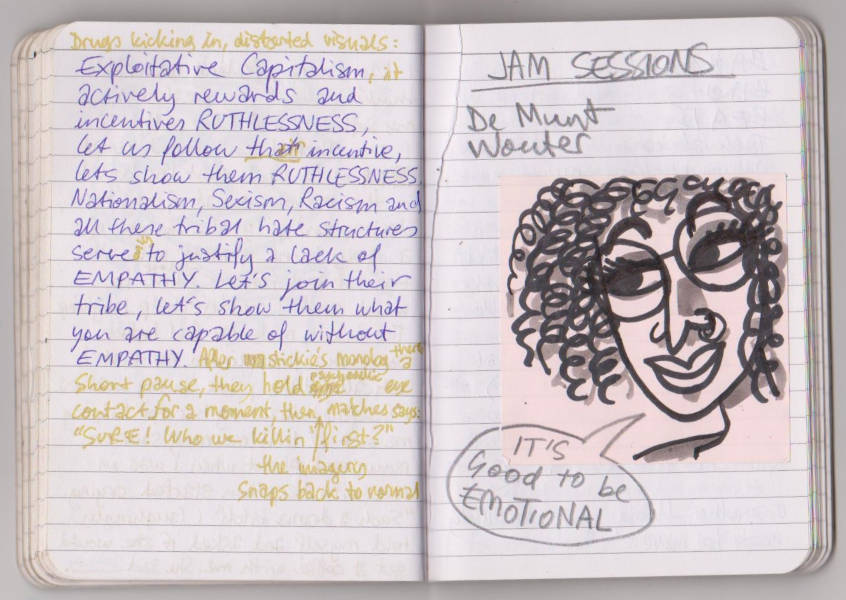 Drugs kicking in, distorted visuals:
Exploitative Capitalism, it
actively rewards and
incentives RUTHLESSNESS,
let us follow that incentive,
lets show them RUTHLESSNESS
Nationalism, Sexism, Racism and
all these tribal hate structures
serve to justify a lack of
EMPATHY. Let's join their
tribe, let's show them what
you are capable of without
EMPATHY. After stickie's monolog there a
short pause, they hold psychedelic eye
contact for a moment, then, matches says:
"SURE! Who we killin first?"
the imagery
snaps back to normal
JAM SESSIONS
De Munt
Wouter
IT'S
Good to be
EMOTIONAL